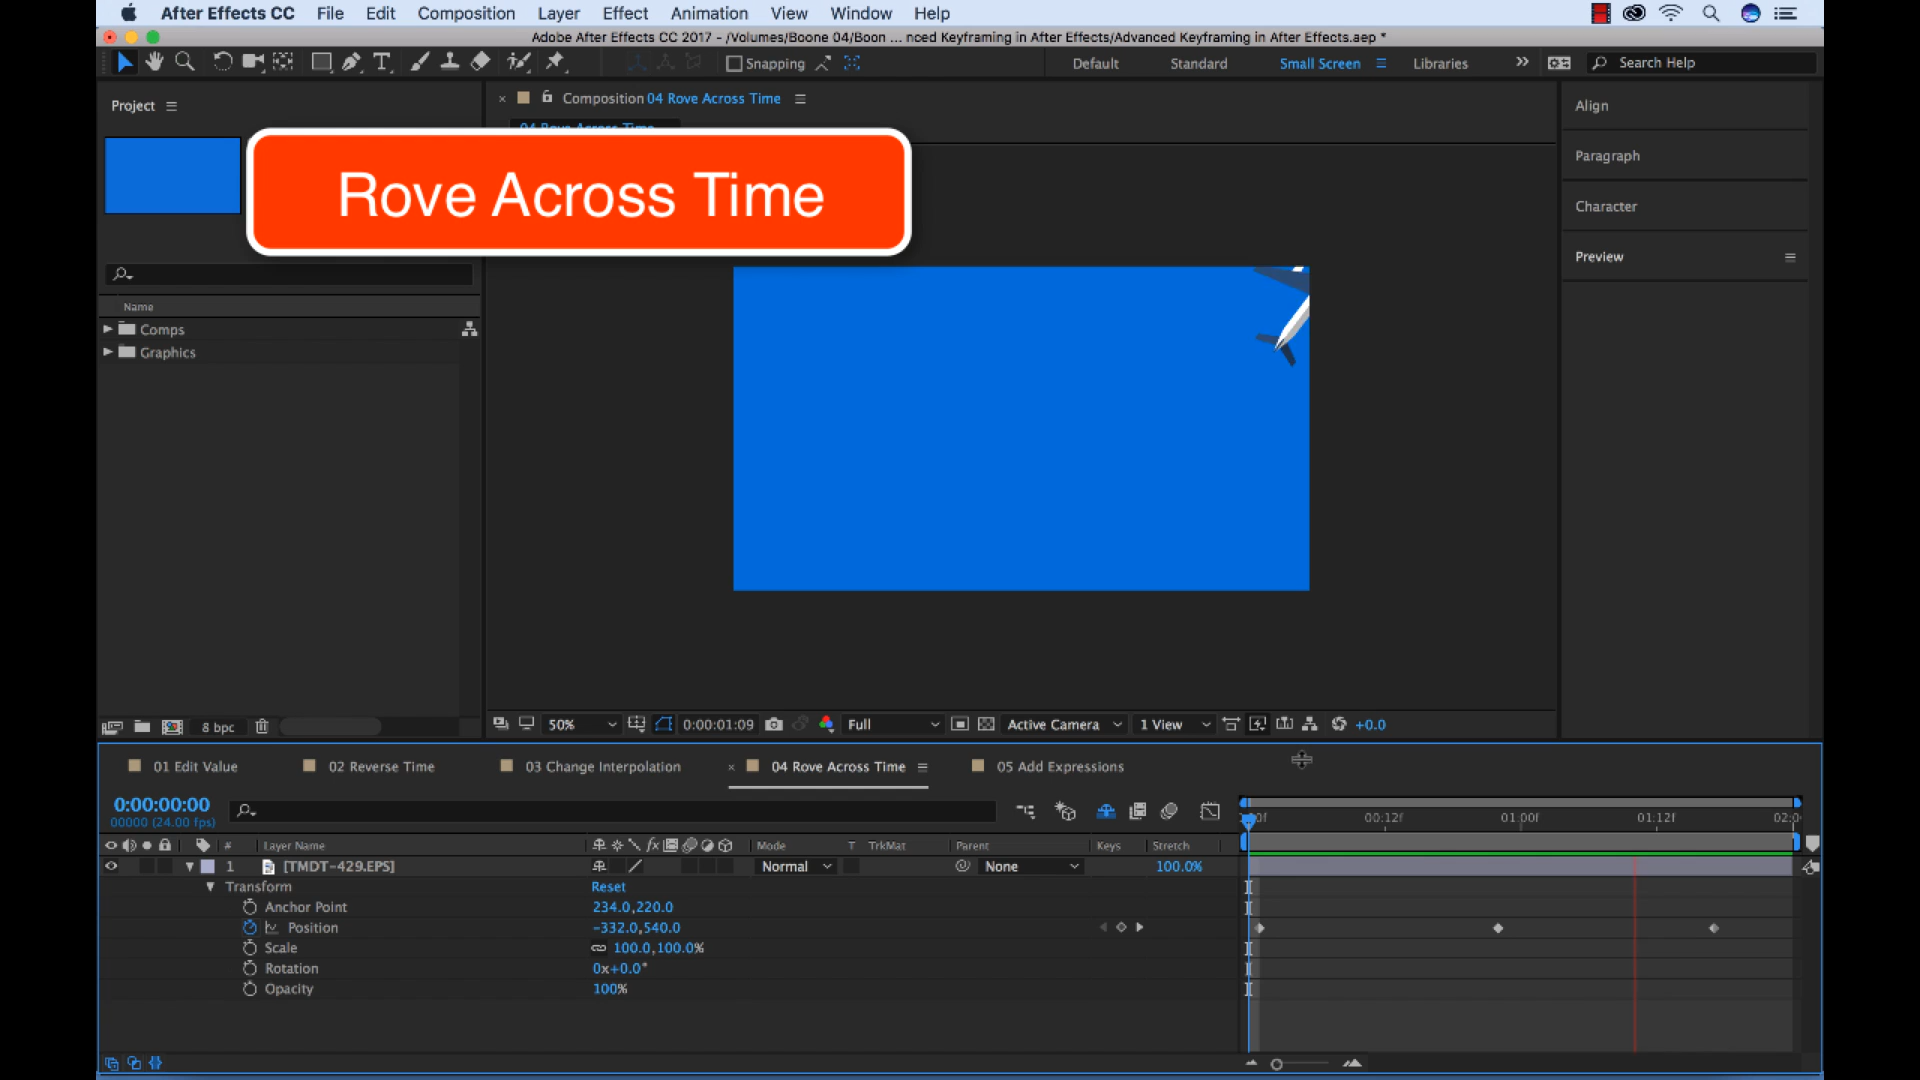 After Effects CC File Edit Composition Layer Effect Animation View Window Help
Adobe After Effects CC 2017 - /Volumes/Boone 04/Boon ... nced Keyframing in After Effects/Advanced Keyframing in After Effects.aep *
Snapping Default Standard Small Screen Libraries Search Help
Project
Composition 04 Rove Across Time
04 Rove Across Time
Rove Across Time
Align
Paragraph
Character
Preview
Name
Comps
Graphics
8 bpc
50% 0:00:01:09 Full Active Camera 1 View +0.0
01 Edit Value 02 Reverse Time 03 Change Interpolation 04 Rove Across Time 05 Add Expressions
0:00:00:00
00000 (24.00 fps)
00:12f 01:00f 01:12f
# Layer Name Mode T TrkMat Parent Keys Stretch
1 [TMDT-429.EPS] Normal None 100.0%
Transform Reset
Anchor Point 234.0,220.0
Position -332.0,540.0
Scale 100.0,100.0%
Rotation 0x+0.0°
Opacity 100%